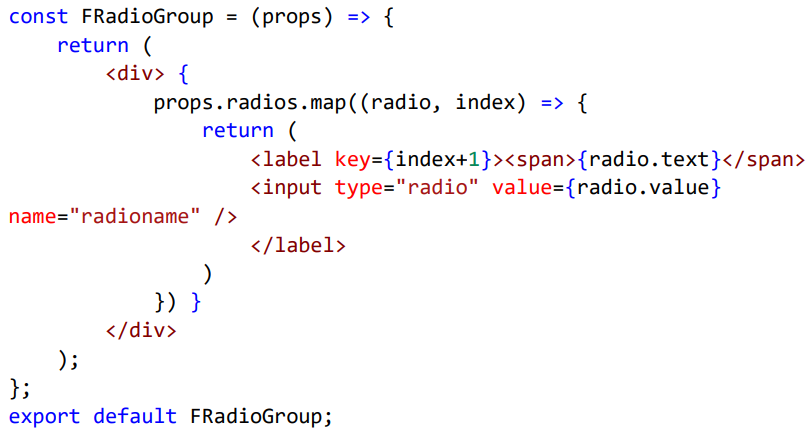 const FRadioGroup = (props) => {
    return (
        <div> {
            props.radios.map((radio, index) => {
                return (
                    <label key={index+1}><span>{radio.text}</span>
                    <input type="radio" value={radio.value}
name="radioname" />
                    </label>
                )
            }) }
        </div>
    );
};
export default FRadioGroup;